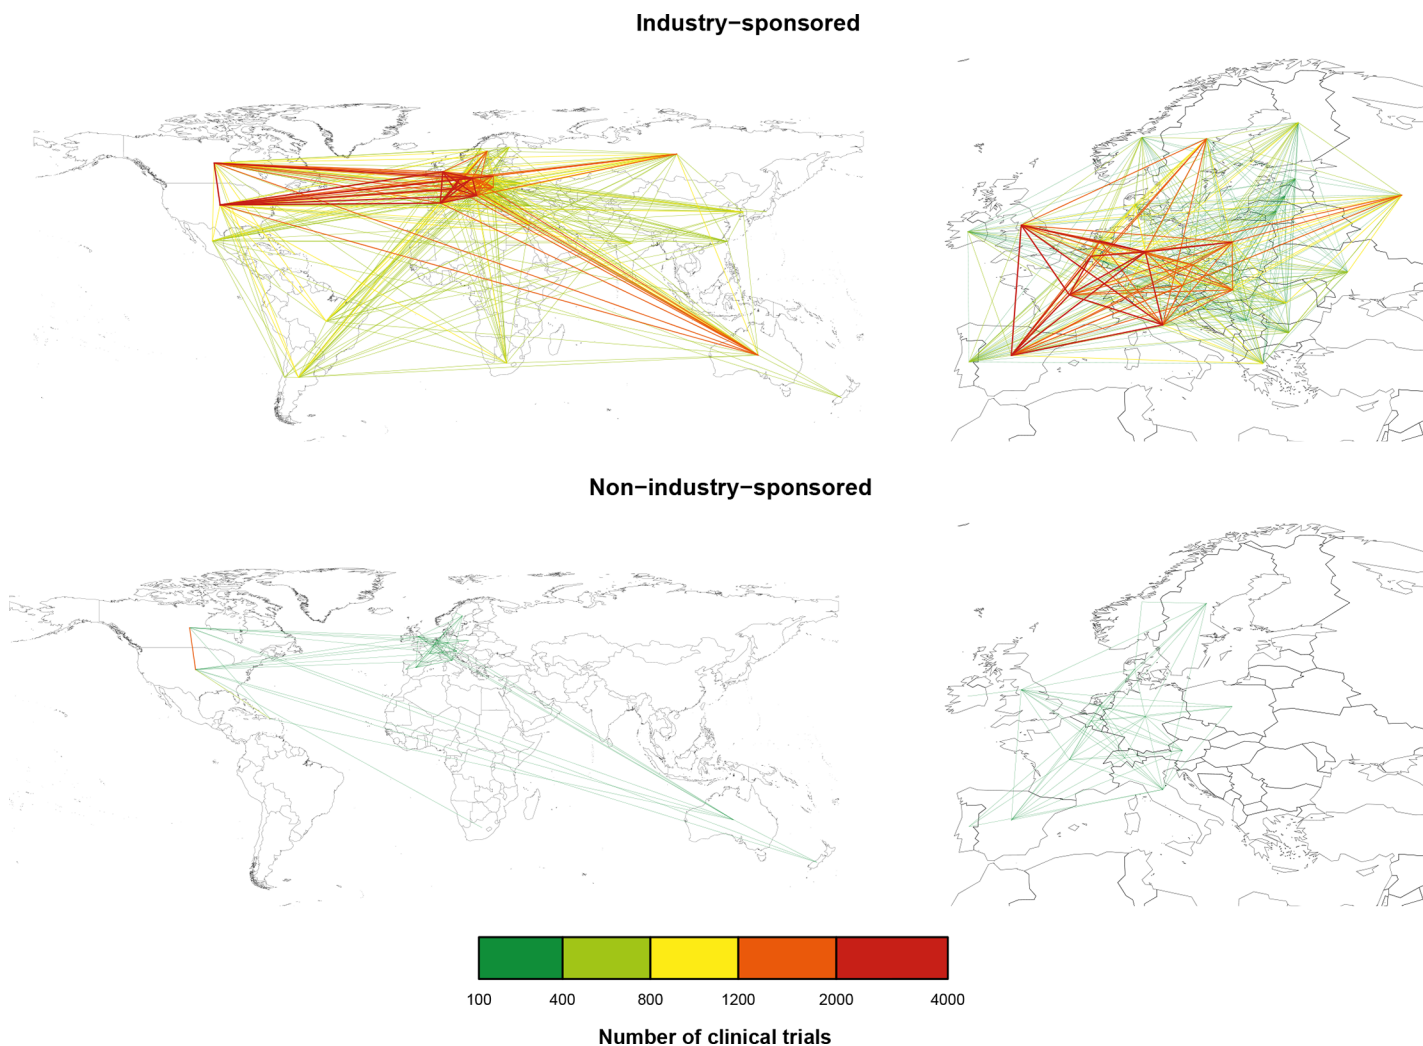 Industry−sponsored
Non−industry−sponsored
100 400 800 1200 2000 4000
Number of clinical trials